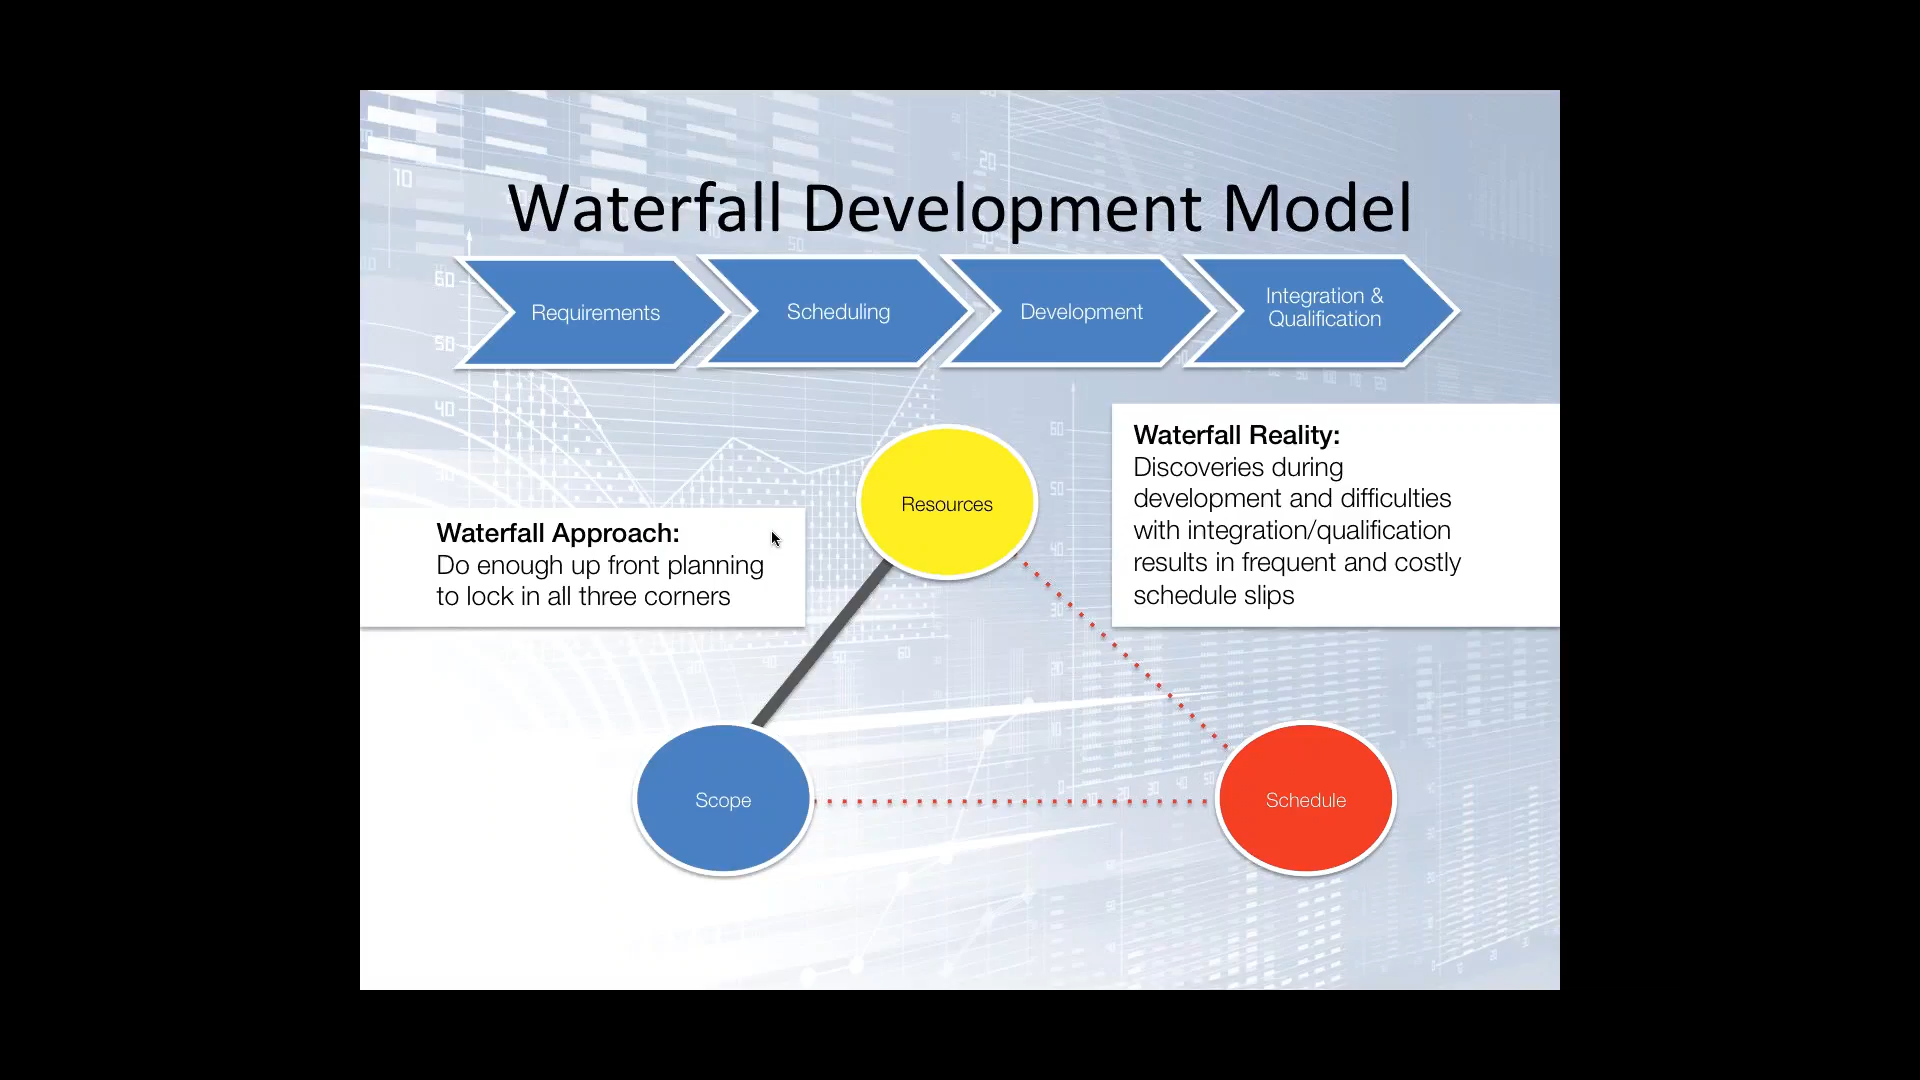 Waterfall Development Model
Requirements
Scheduling
Development
Integration &
Qualification
Waterfall Approach:
Do enough up front planning
to lock in all three corners
Resources
Waterfall Reality:
Discoveries during
development and difficulties
with integration/qualification
results in frequent and costly
schedule slips
Scope
Schedule